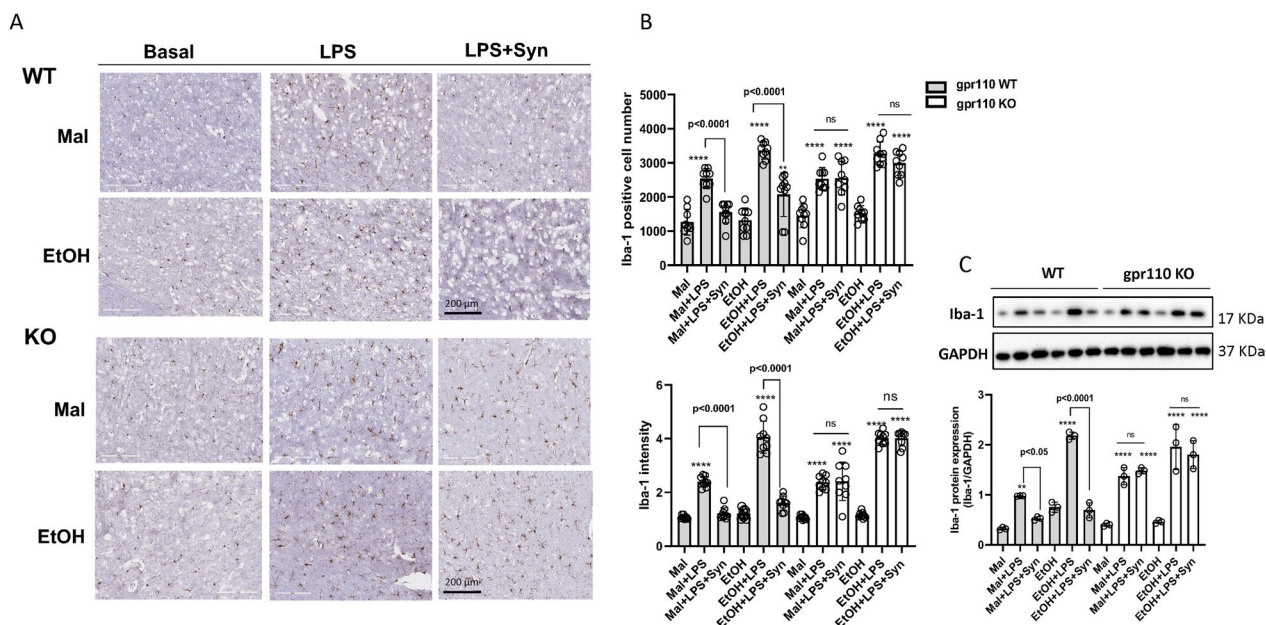 A
Basal
LPS
LPS+Syn
WT
Mal
EtOH
200 µm
KO
Mal
EtOH
200 µm
B
gpr110 WT
gpr110 KO
Iba-1 positive cell number
5000
4000
3000
2000
1000
0
****
p<0.0001
****
p<0.0001
**
****
ns
****
****
ns
****
Mal
Mal+LPS
Mal+LPS+Syn
EtOH
EtOH+LPS
EtOH+LPS+Syn
Mal
Mal+LPS
Mal+LPS+Syn
EtOH
EtOH+LPS
EtOH+LPS+Syn
Iba-1 intensity
6
4
2
0
****
p<0.0001
****
p<0.0001
****
ns
****
****
ns
****
Mal
Mal+LPS
Mal+LPS+Syn
EtOH
EtOH+LPS
EtOH+LPS+Syn
Mal
Mal+LPS
Mal+LPS+Syn
EtOH
EtOH+LPS
EtOH+LPS+Syn
C
WT
gpr110 KO
Iba-1
17 KDa
GAPDH
37 KDa
Iba-1 protein expression
(Iba-1/GAPDH)
3
2
1
0
**
p<0.05
****
p<0.0001
****
ns
****
****
ns
****
Mal
Mal+LPS
Mal+LPS+Syn
EtOH
EtOH+LPS
EtOH+LPS+Syn
Mal
Mal+LPS
Mal+LPS+Syn
EtOH
EtOH+LPS
EtOH+LPS+Syn